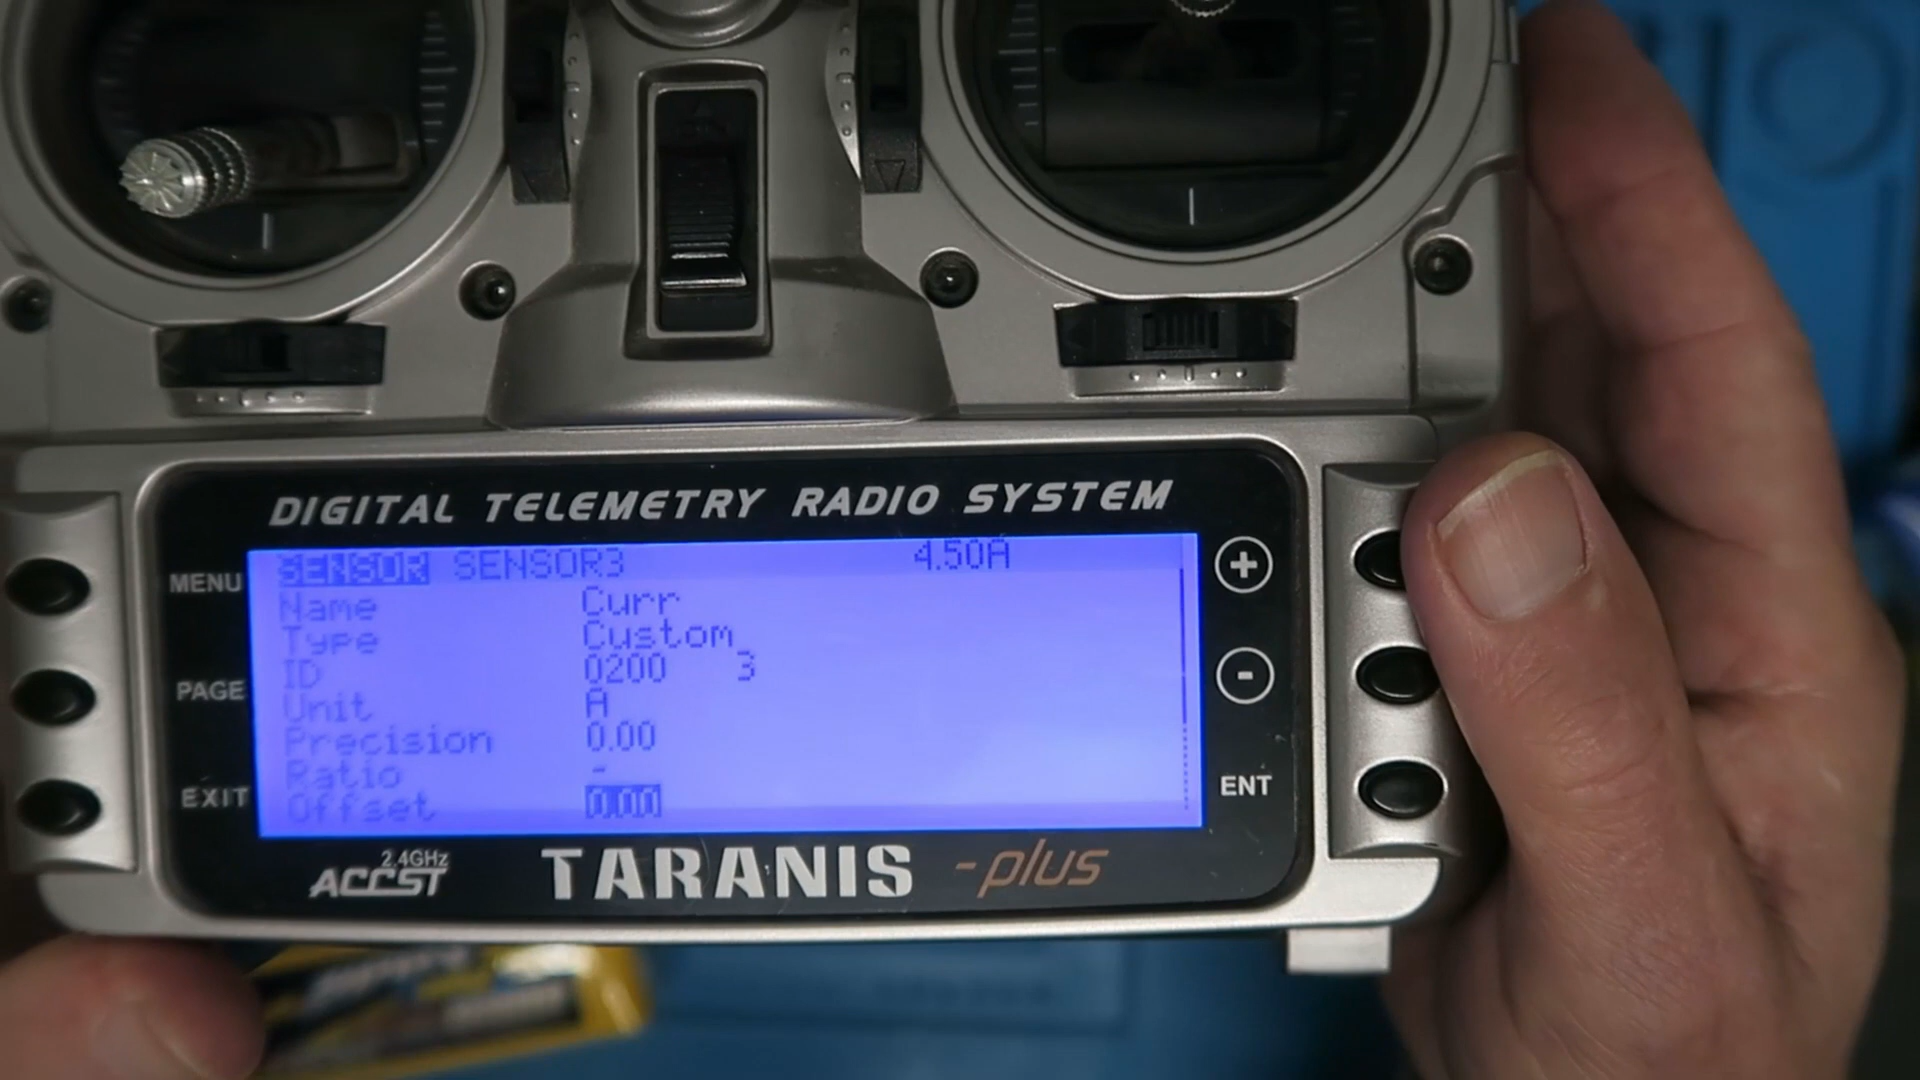 DIGITAL TELEMETRY RADIO SYSTEM
SENSOR SENSOR3 4.50A
MENU
Name Curr
Type Custom
ID 0200 3
PAGE
Unit A
Precision 0.00
Ratio -
EXIT
Offset 0.00
+
-
ENT
2.4GHz
ACCST
TARANIS -plus